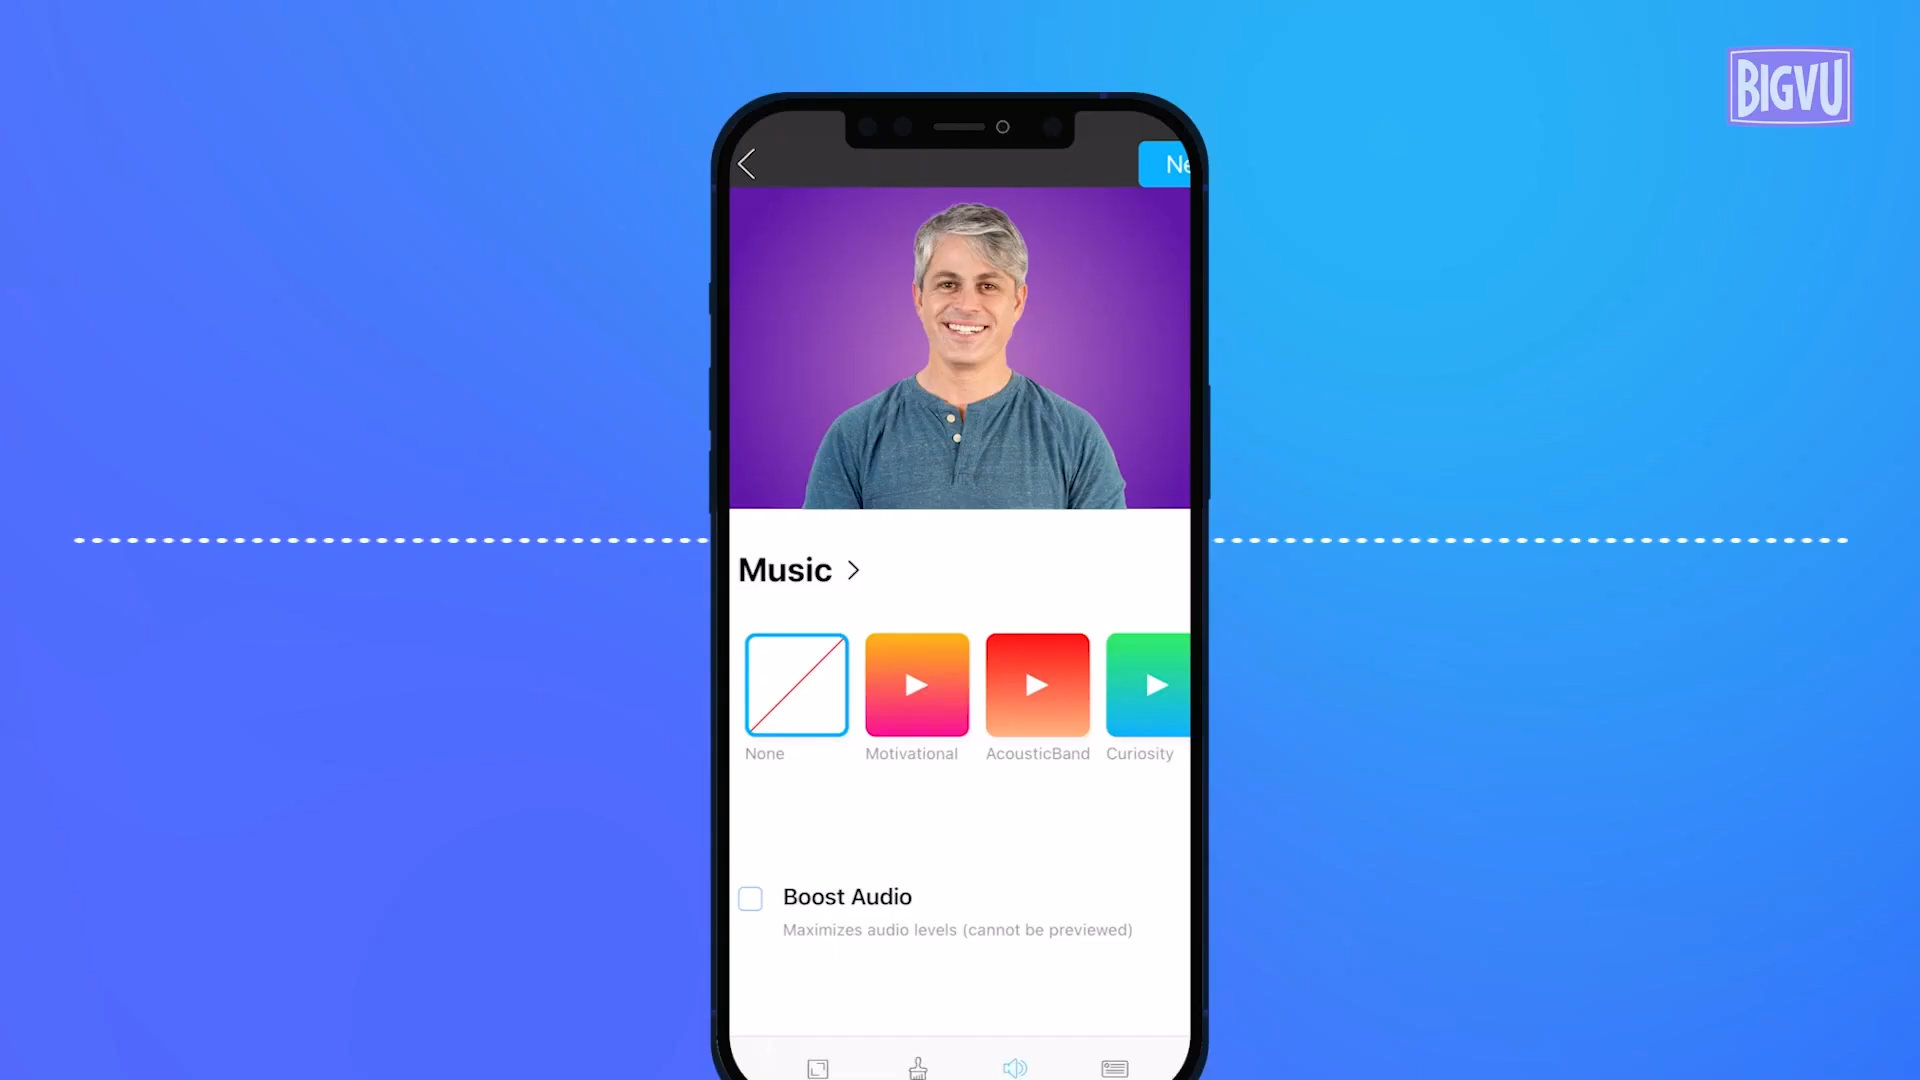 BIGVU
Ne
Music
None
Motivational
AcousticBand
Curiosity
Boost Audio
Maximizes audio levels (cannot be previewed)